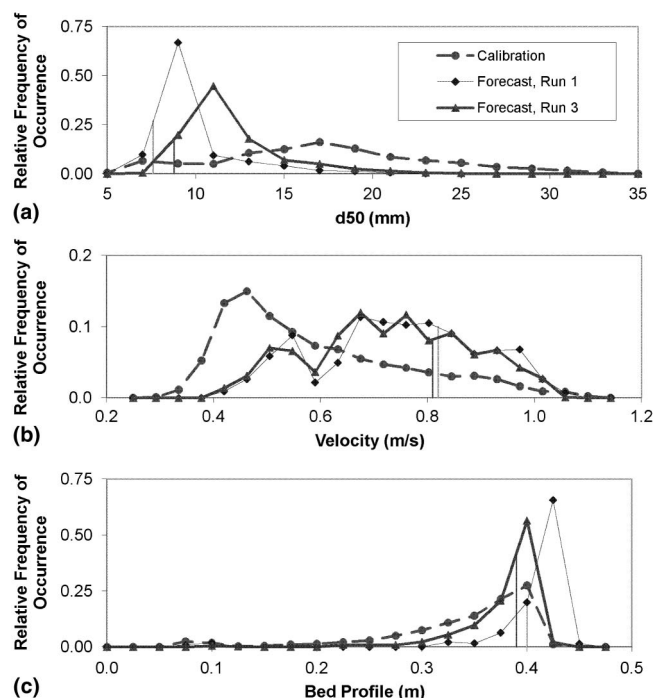 0.75
0.50
0.25
0.00
Relative Frequency of
Occurrence
Calibration
Forecast, Run 1
Forecast, Run 3
5 10 15 20 25 30 35
(a)
d50 (mm)
0.2
0.1
0.0
Relative Frequency of
Occurrence
0.2 0.4 0.6 0.8 1.0 1.2
(b)
Velocity (m/s)
0.75
0.50
0.25
0.00
Relative Frequency of
Occurrence
0.0 0.1 0.2 0.3 0.4 0.5
(c)
Bed Profile (m)